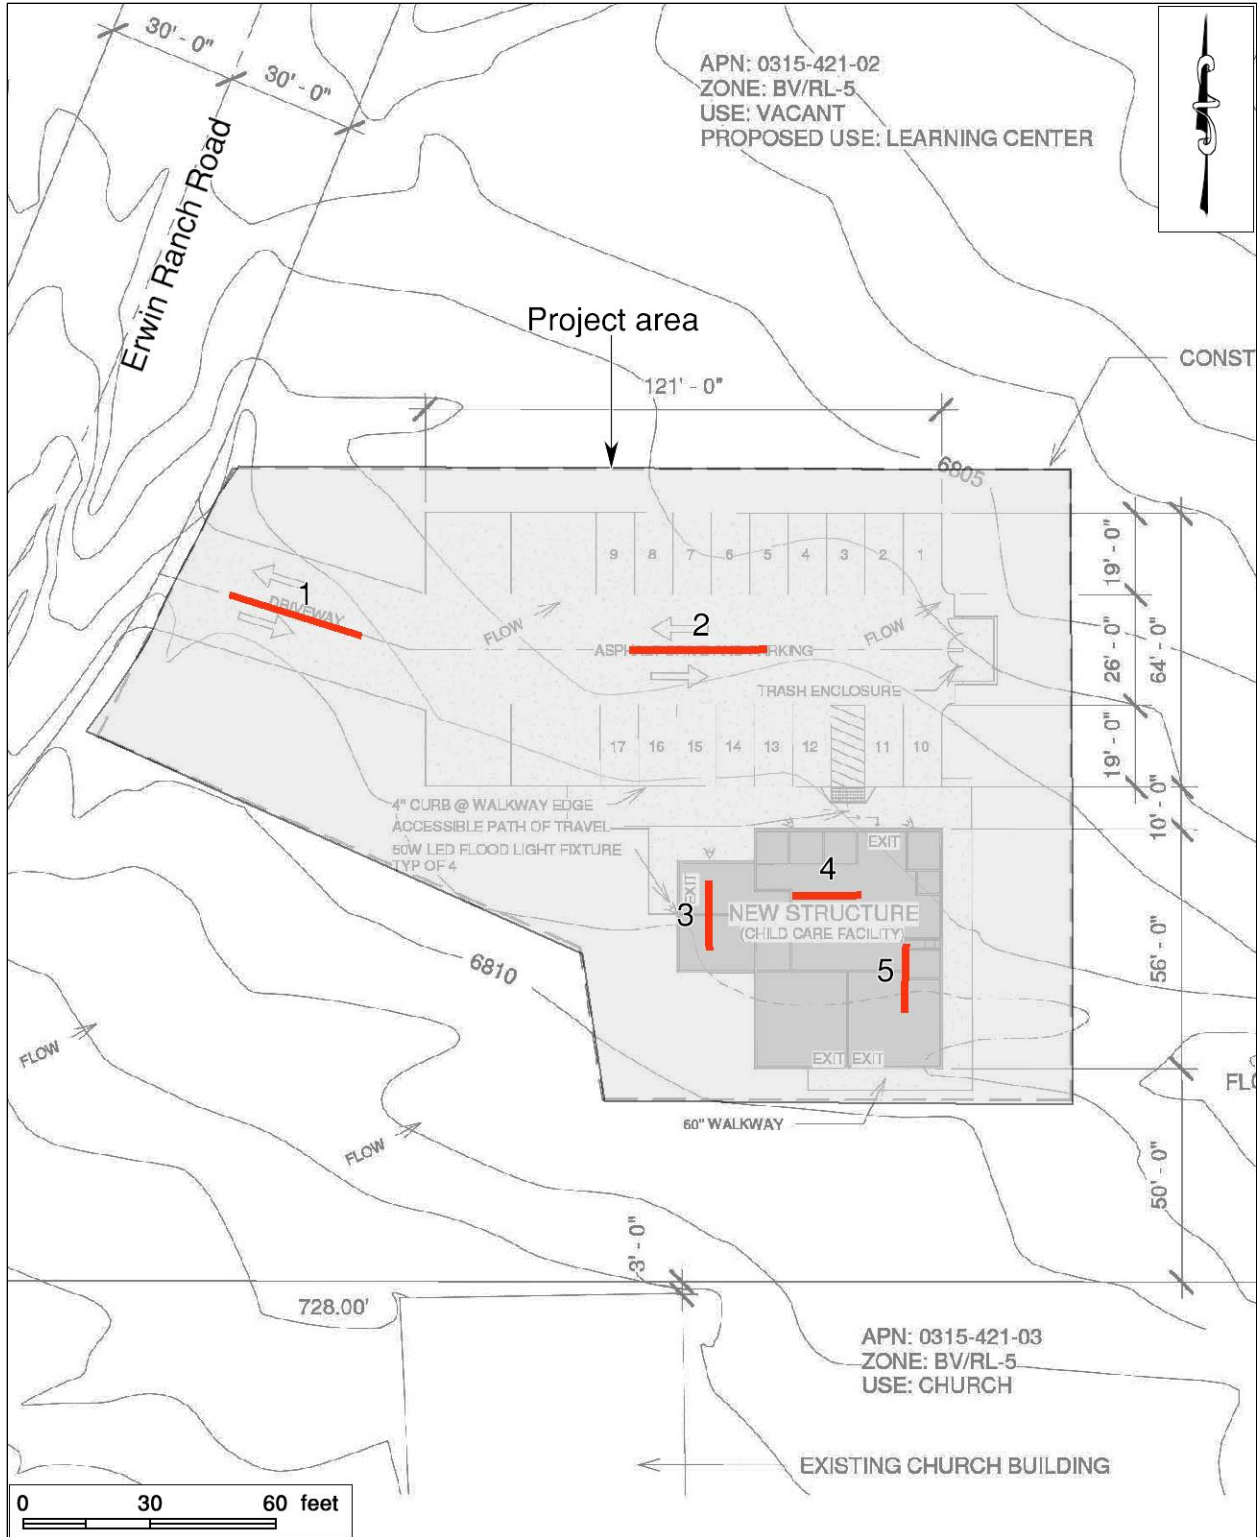 30' - 0"
30' - 0"
APN: 0315-421-02
ZONE: BV/RL-5
USE: VACANT
PROPOSED USE: LEARNING CENTER
Erwin Ranch Road
Project area
CONST
121' - 0"
6805
9 8 7 6 5 4 3 2 1
19' - 0"
1
DRIVEWAY
FLOW
2
FLOW
26' - 0"
64' - 0"
TRASH ENCLOSURE
17 16 15 14 13 12 11 10
19' - 0"
4" CURB @ WALKWAY EDGE
ACCESSIBLE PATH OF TRAVEL
50W LED FLOOD LIGHT FIXTURE
TYP OF 4
10' - 0"
EXIT
4
EXIT
3
NEW STRUCTURE
(CHILD CARE FACILITY)
5
56' - 0"
6810
FLOW
EXIT EXIT
FLO
60" WALKWAY
FLOW
50' - 0"
3' - 0"
728.00'
APN: 0315-421-03
ZONE: BV/RL-5
USE: CHURCH
EXISTING CHURCH BUILDING
0 30 60 feet